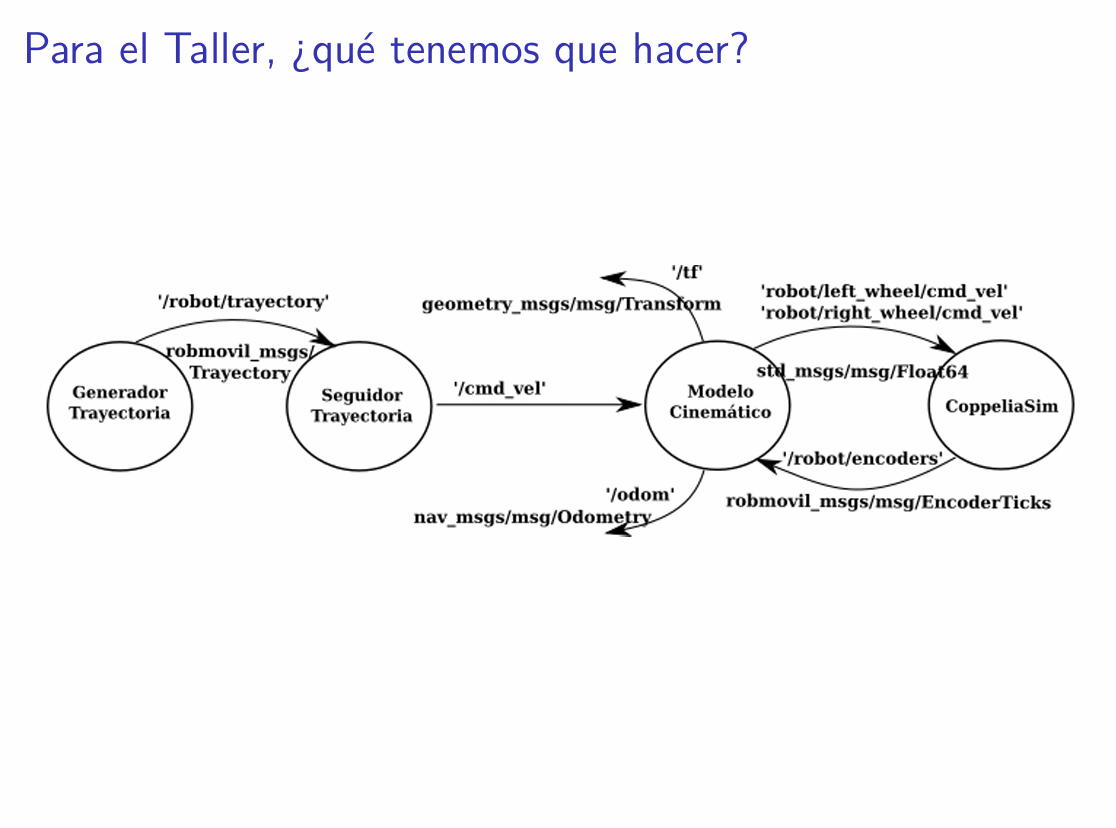 Para el Taller, ¿qué tenemos que hacer?
'/robot/trayectory'
robmovil_msgs/
Trayectory
Generador
Trayectoria
Seguidor
Trayectoria
'/cmd_vel'
'/tf'
geometry_msgs/msg/Transform
Modelo
Cinemático
'/odom'
nav_msgs/msg/Odometry
'robot/left_wheel/cmd_vel'
'robot/right_wheel/cmd_vel'
std_msgs/msg/Float64
CoppeliaSim
'/robot/encoders'
robmovil_msgs/msg/EncoderTicks